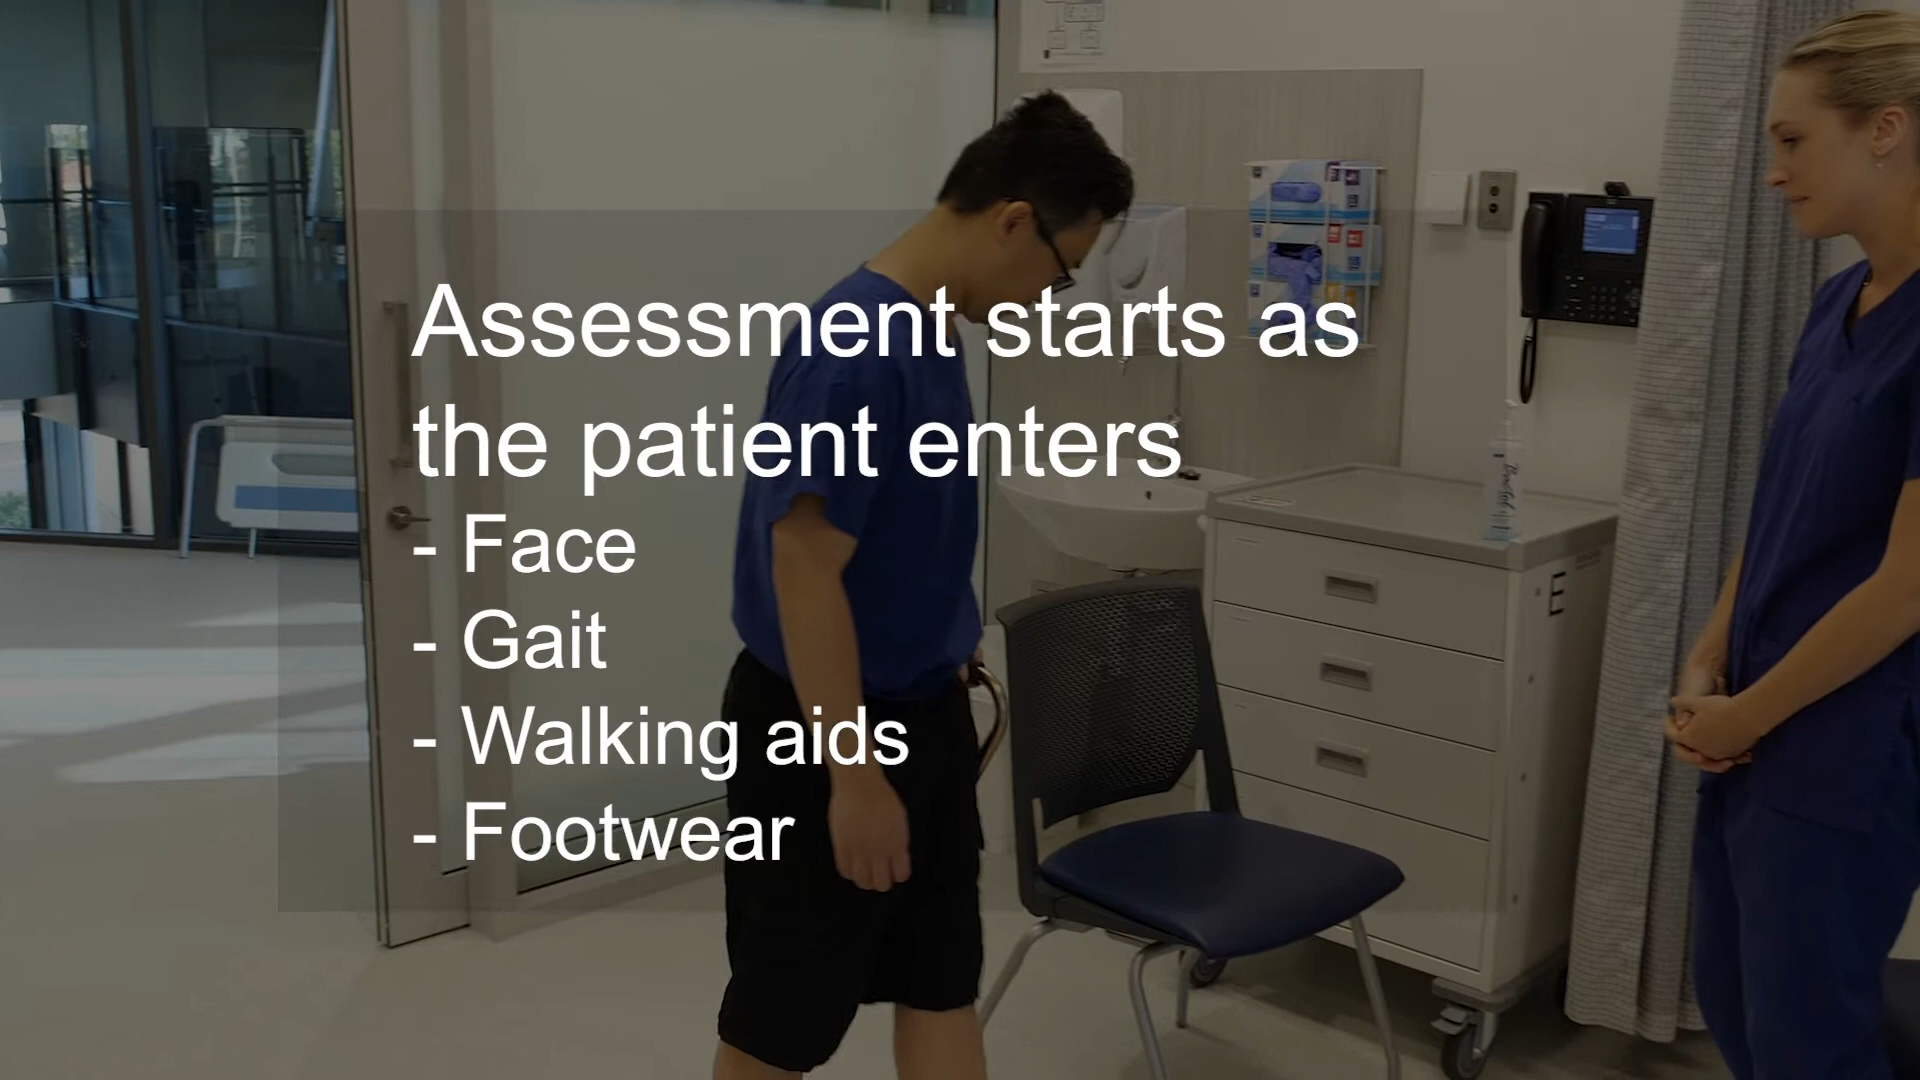 Assessment starts as
the patient enters
- Face
- Gait
- Walking aids
- Footwear
E